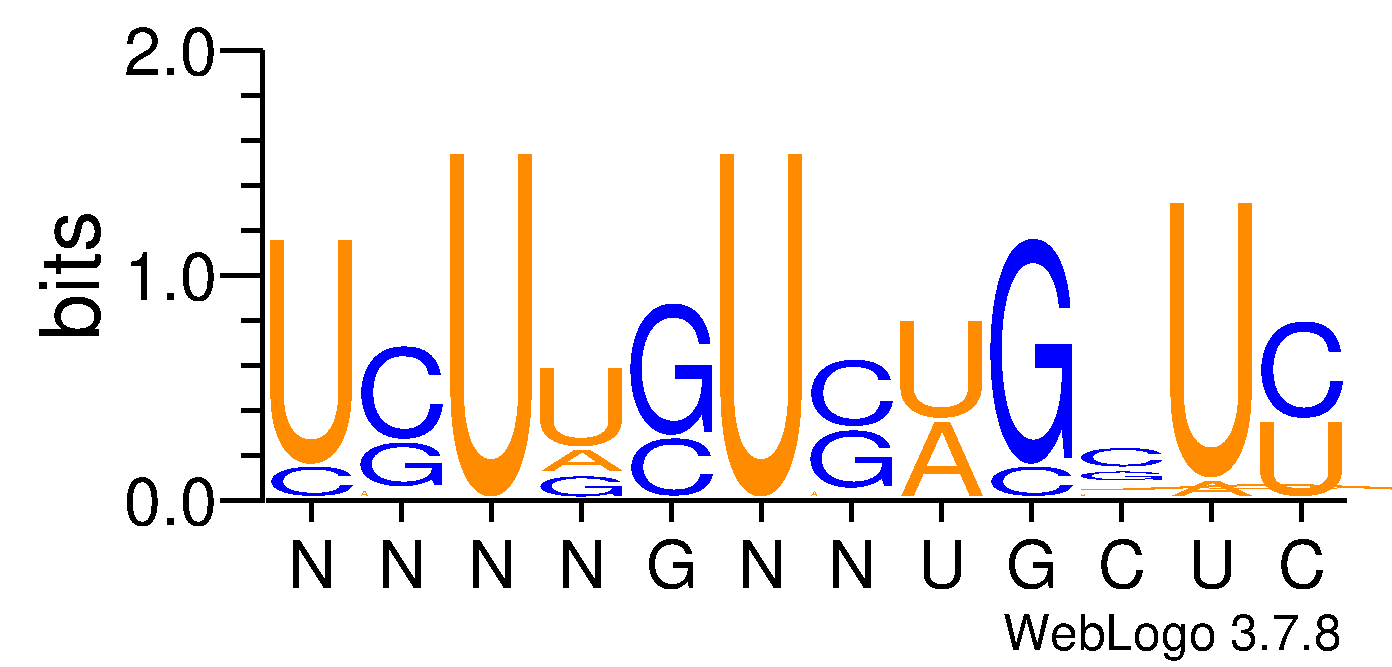 2.0
bits
1.0
0.0
U C U U G U C U G C U C
C G A C G A C S A U
A G A
N N N N G N N U G C U C
WebLogo 3.7.8